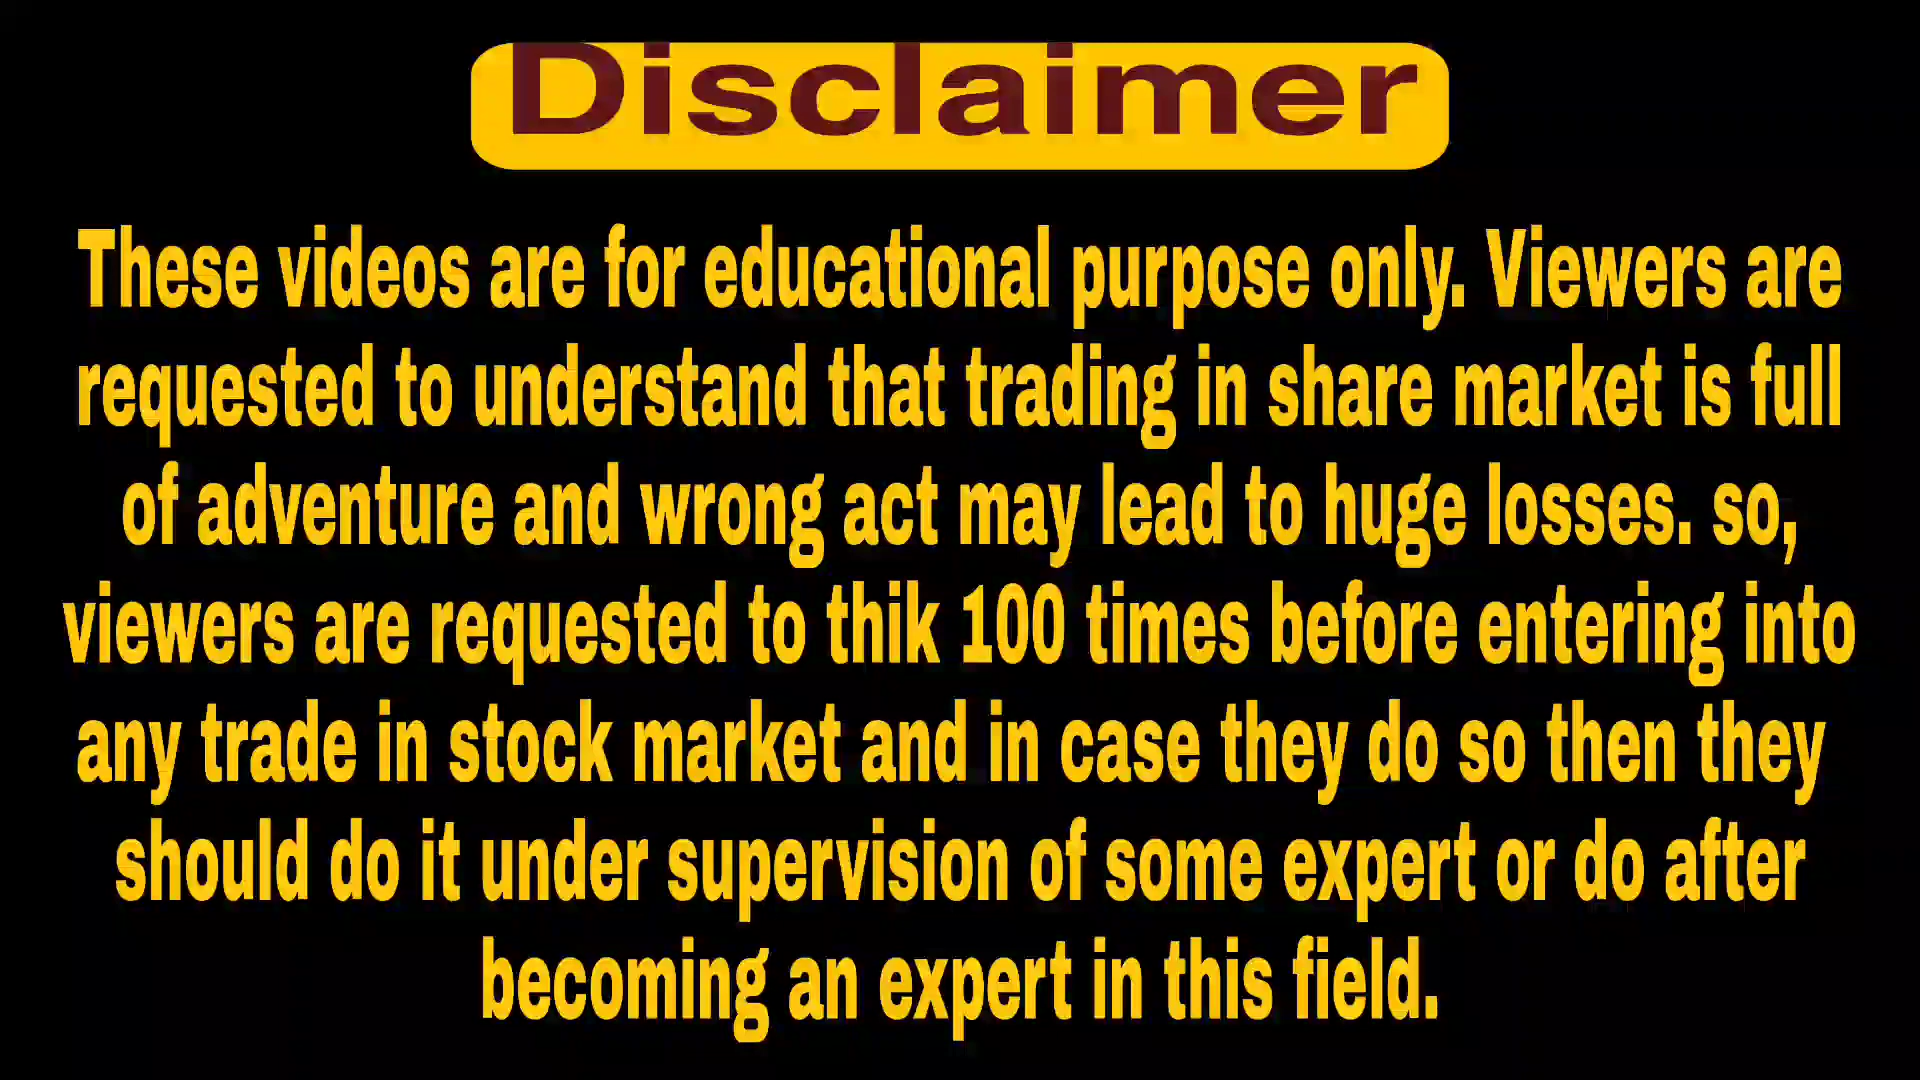 Disclaimer
These videos are for educational purpose only. Viewers are
requested to understand that trading in share market is full
of adventure and wrong act may lead to huge losses. so,
viewers are requested to thik 100 times before entering into
any trade in stock market and in case they do so then they
should do it under supervision of some expert or do after
becoming an expert in this field.